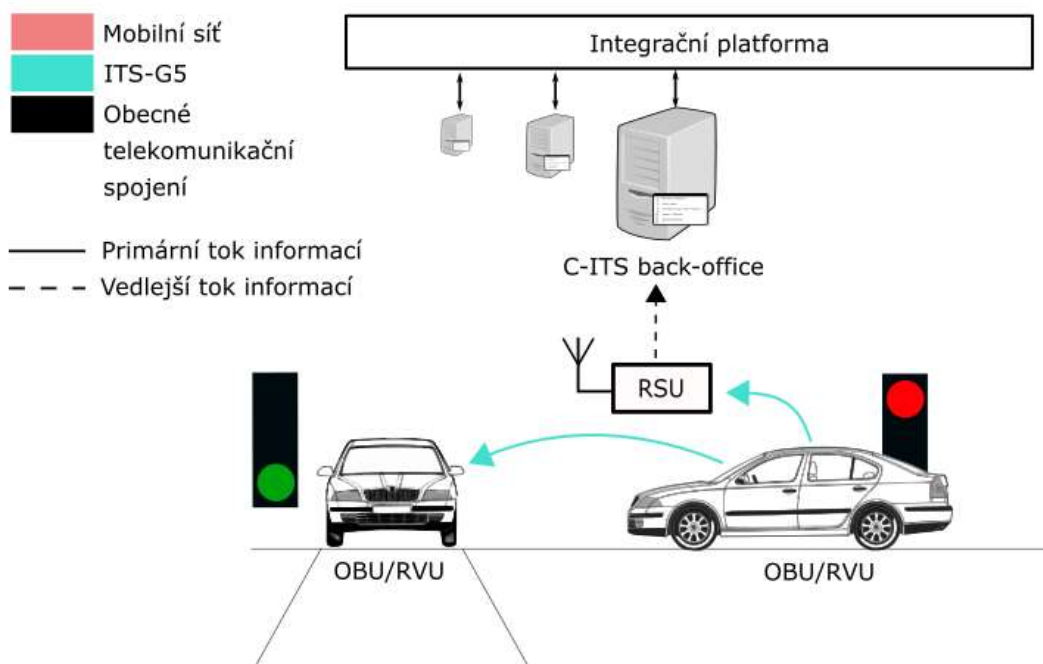 Mobilní síť
ITS-G5
Obecné
telekomunikační
spojení
Primární tok informací
Vedlejší tok informací
Integrační platforma
C-ITS back-office
RSU
OBU/RVU
OBU/RVU